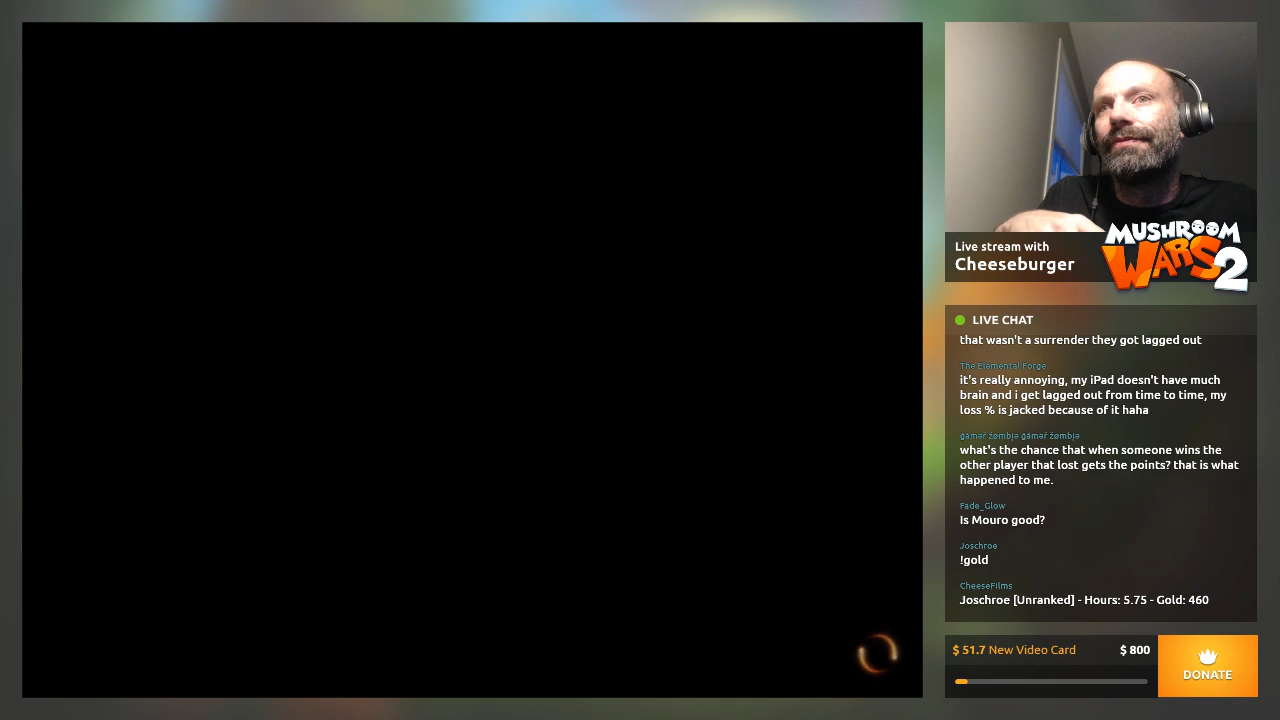 Live stream with
Cheeseburger
MUSHROOM
WARS
2
LIVE CHAT
that wasn't a surrender they got lagged out
The Elemental Forge
it's really annoying, my iPad doesn't have much
brain and i get lagged out from time to time, my
loss % is jacked because of it haha
what's the chance that when someone wins the
other player that lost gets the points? that is what
happened to me.
Fade_Glow
Is Mouro good?
Joschroe
!gold
CheeseFilms
Joschroe [Unranked] - Hours: 5.75 - Gold: 460
$ 51.7 New Video Card $ 800
DONATE